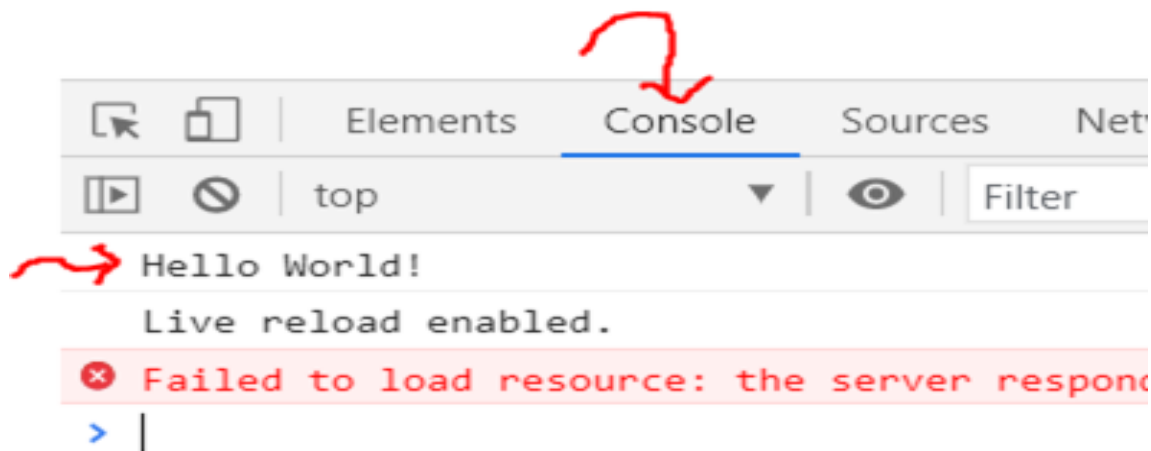 Elements Console Sources
top Filter
Hello World!
Live reload enabled.
Failed to load resource: the server
>